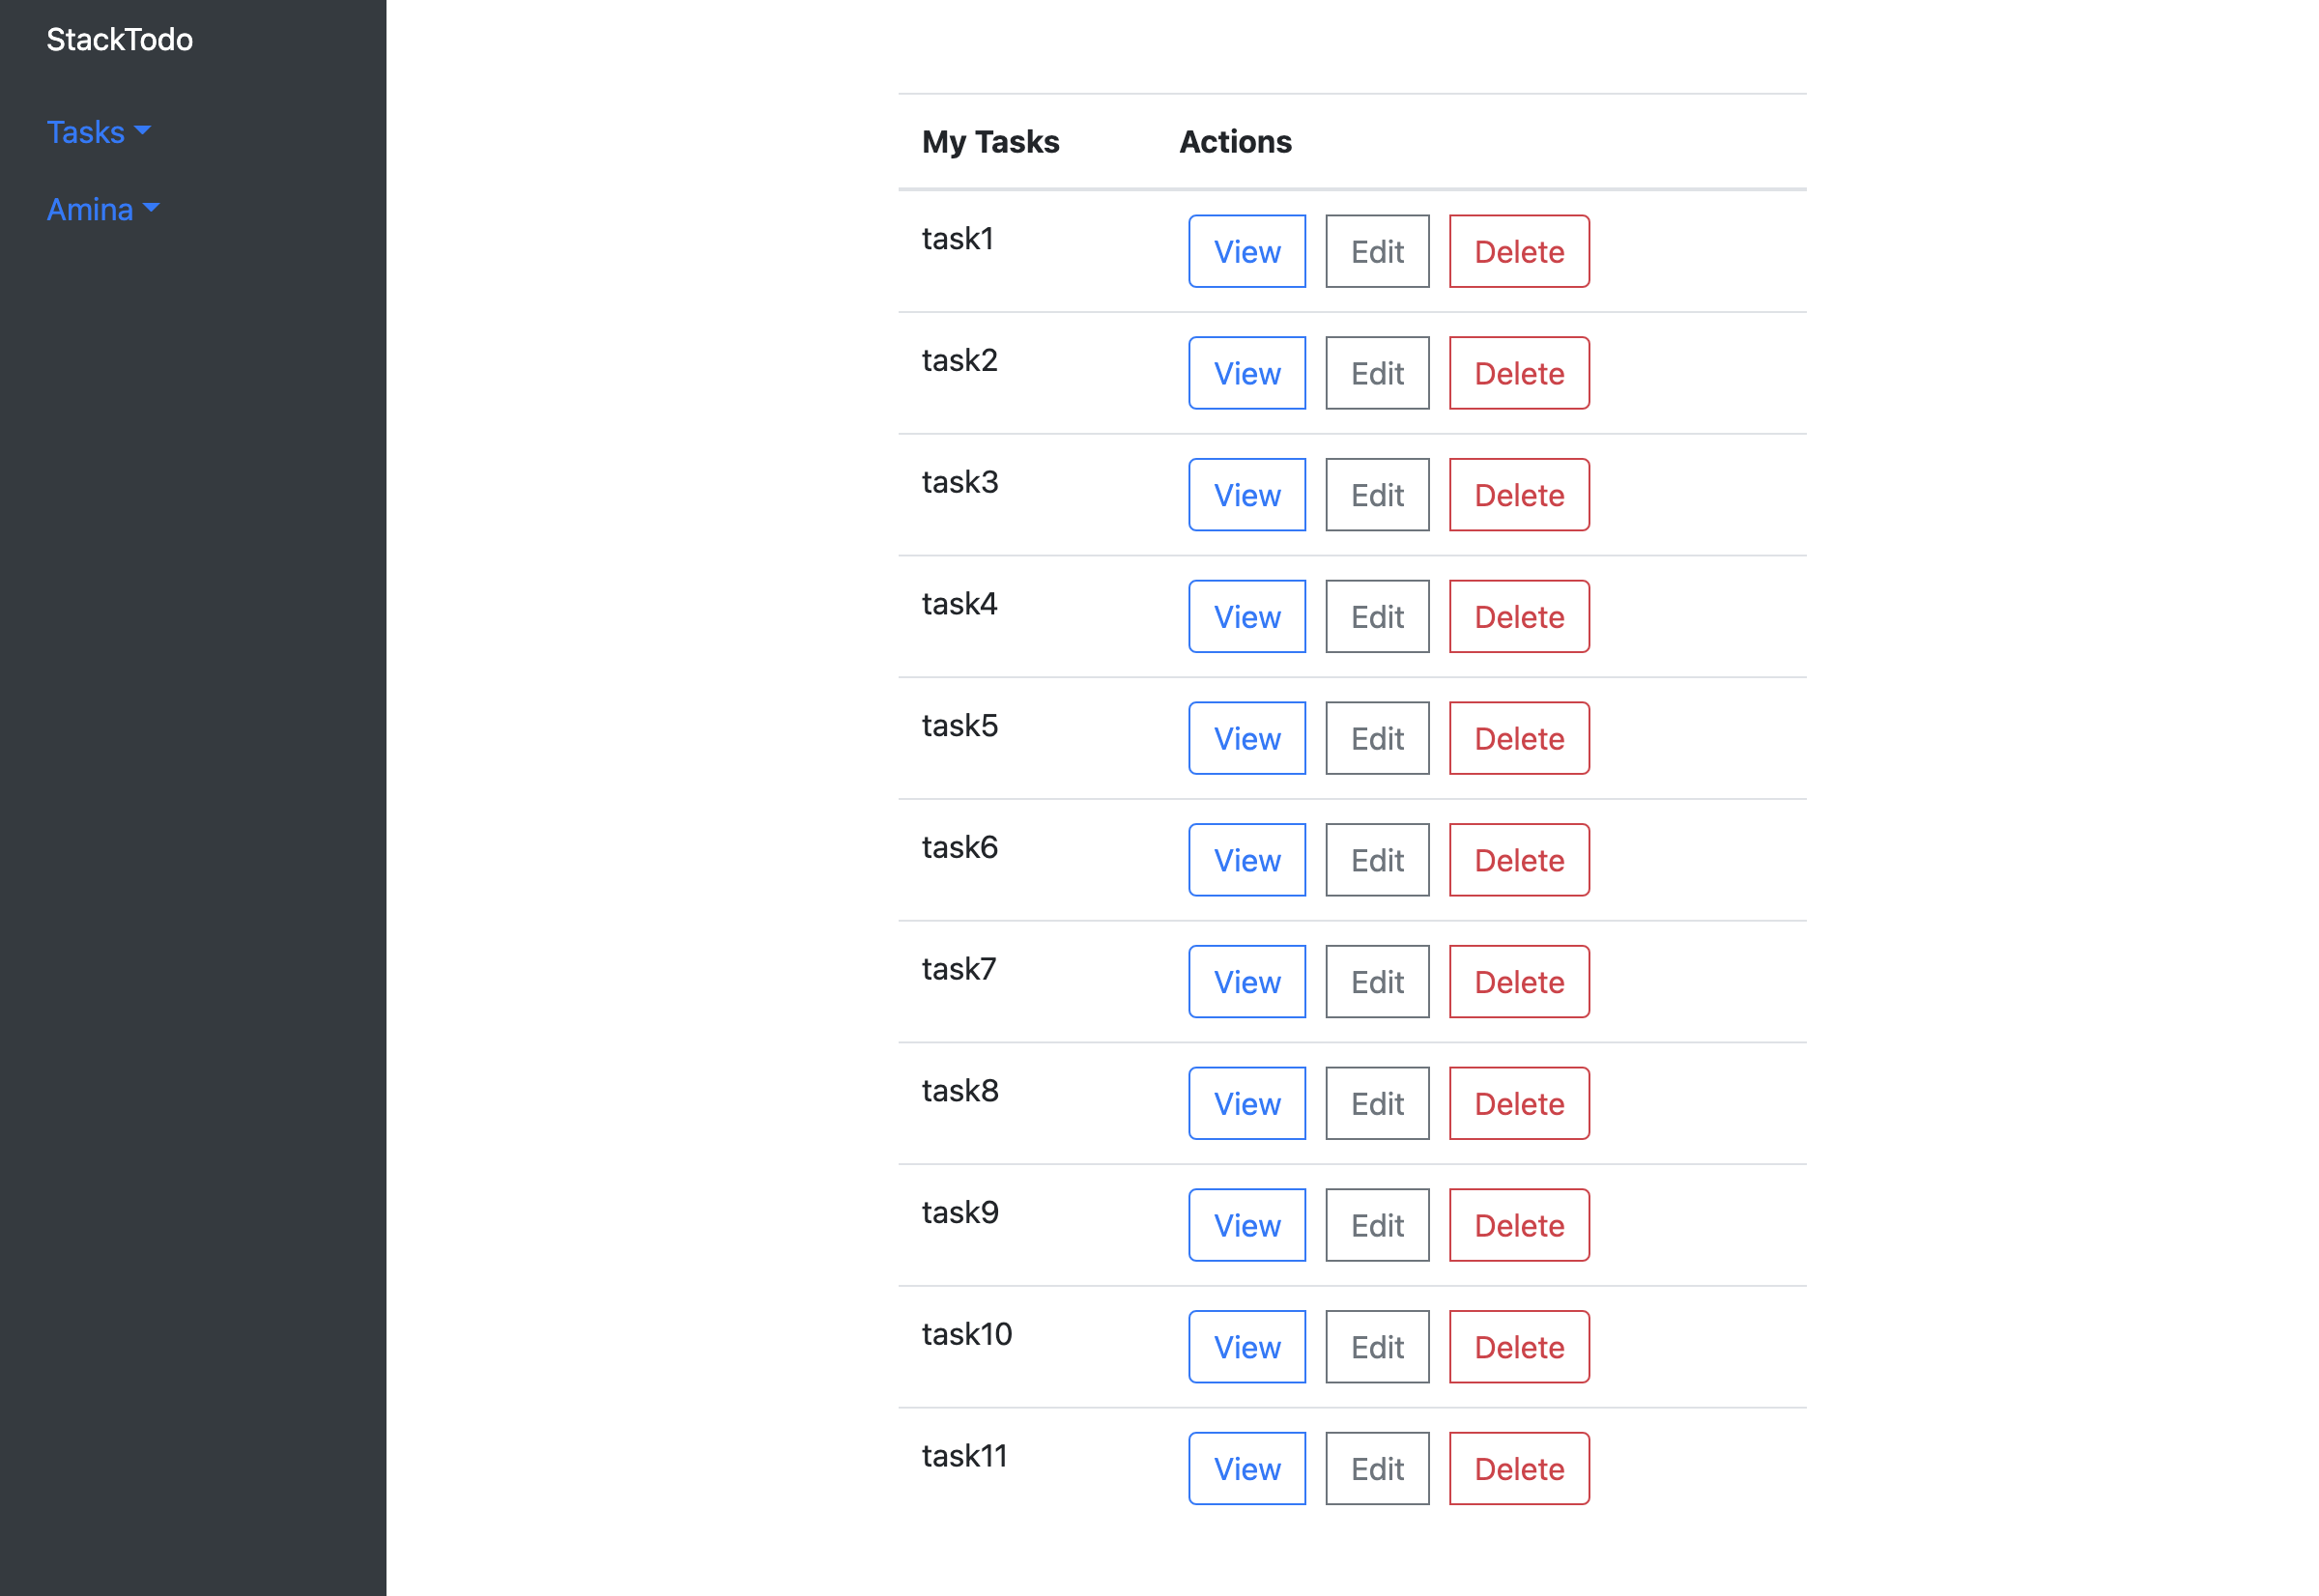 StackTodo
Tasks
Amina
My Tasks Actions
task1 View Edit Delete
task2 View Edit Delete
task3 View Edit Delete
task4 View Edit Delete
task5 View Edit Delete
task6 View Edit Delete
task7 View Edit Delete
task8 View Edit Delete
task9 View Edit Delete
task10 View Edit Delete
task11 View Edit Delete